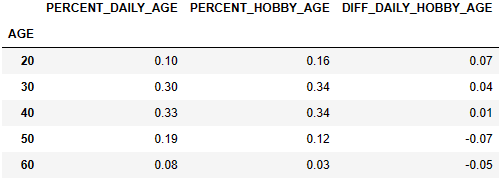 PERCENT_DAILY_AGE PERCENT_HOBBY_AGE DIFF_DAILY_HOBBY_AGE
AGE
20 0.10 0.16 0.07
30 0.30 0.34 0.04
40 0.33 0.34 0.01
50 0.19 0.12 -0.07
60 0.08 0.03 -0.05